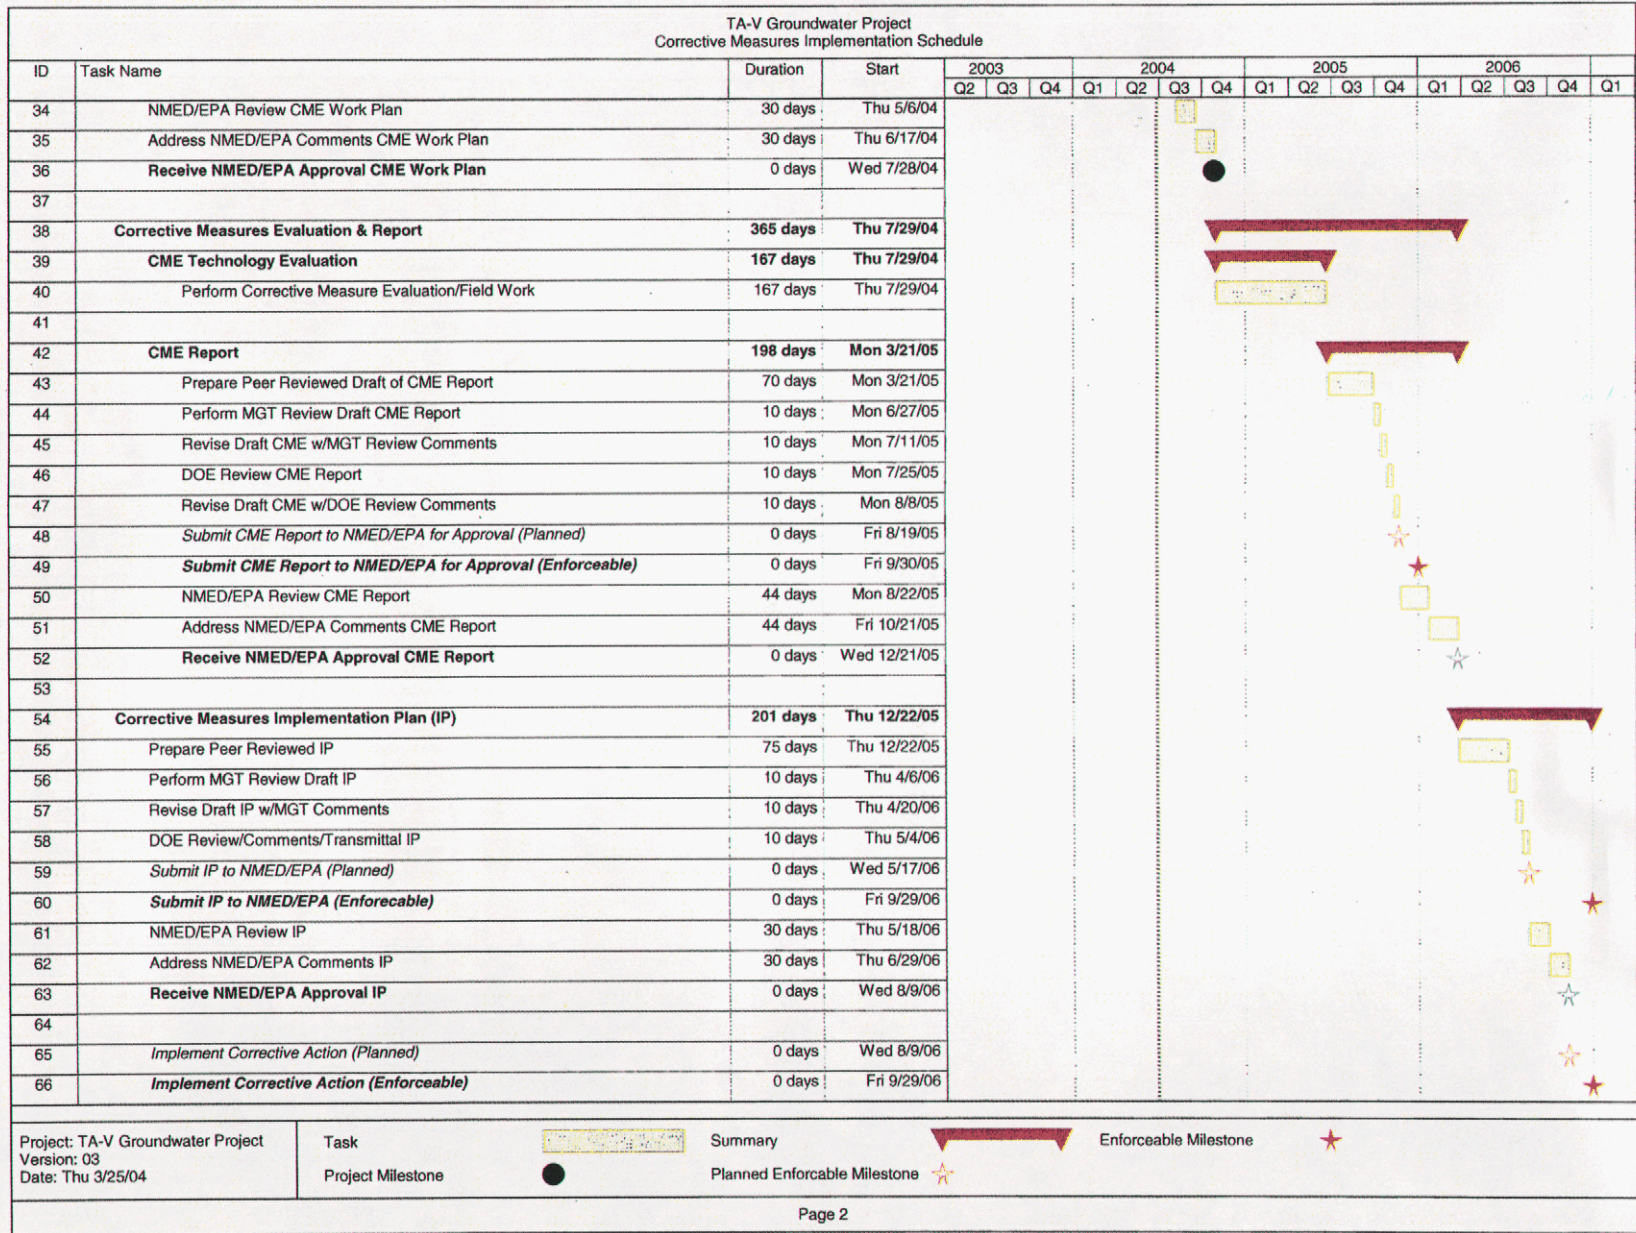 TA-V Groundwater Project
Corrective Measures Implementation Schedule
ID Task Name Duration Start 2003 2004 2005 2006
Q2 Q3 Q4 Q1 Q2 Q3 Q4 Q1 Q2 Q3 Q4 Q1 Q2 Q3 Q4 Q1
34 NMED/EPA Review CME Work Plan 30 days Thu 5/6/04
35 Address NMED/EPA Comments CME Work Plan 30 days Thu 6/17/04
36 Receive NMED/EPA Approval CME Work Plan 0 days Wed 7/28/04
37
38 Corrective Measures Evaluation & Report 365 days Thu 7/29/04
39 CME Technology Evaluation 167 days Thu 7/29/04
40 Perform Corrective Measure Evaluation/Field Work 167 days Thu 7/29/04
41
42 CME Report 198 days Mon 3/21/05
43 Prepare Peer Reviewed Draft of CME Report 70 days Mon 3/21/05
44 Perform MGT Review Draft CME Report 10 days Mon 6/27/05
45 Revise Draft CME w/MGT Review Comments 10 days Mon 7/11/05
46 DOE Review CME Report 10 days Mon 7/25/05
47 Revise Draft CME w/DOE Review Comments 10 days Mon 8/8/05
48 Submit CME Report to NMED/EPA for Approval (Planned) 0 days Fri 8/19/05
49 Submit CME Report to NMED/EPA for Approval (Enforceable) 0 days Fri 9/30/05
50 NMED/EPA Review CME Report 44 days Mon 8/22/05
51 Address NMED/EPA Comments CME Report 44 days Fri 10/21/05
52 Receive NMED/EPA Approval CME Report 0 days Wed 12/21/05
53
54 Corrective Measures Implementation Plan (IP) 201 days Thu 12/22/05
55 Prepare Peer Reviewed IP 75 days Thu 12/22/05
56 Perform MGT Review Draft IP 10 days Thu 4/6/06
57 Revise Draft IP w/MGT Comments 10 days Thu 4/20/06
58 DOE Review/Comments/Transmittal IP 10 days Thu 5/4/06
59 Submit IP to NMED/EPA (Planned) 0 days Wed 5/17/06
60 Submit IP to NMED/EPA (Enforecable) 0 days Fri 9/29/06
61 NMED/EPA Review IP 30 days Thu 5/18/06
62 Address NMED/EPA Comments IP 30 days Thu 6/29/06
63 Receive NMED/EPA Approval IP 0 days Wed 8/9/06
64
65 Implement Corrective Action (Planned) 0 days Wed 8/9/06
66 Implement Corrective Action (Enforceable) 0 days Fri 9/29/06
Project: TA-V Groundwater Project Task Summary Enforceable Milestone
Version: 03
Date: Thu 3/25/04 Project Milestone Planned Enforcable Milestone
Page 2